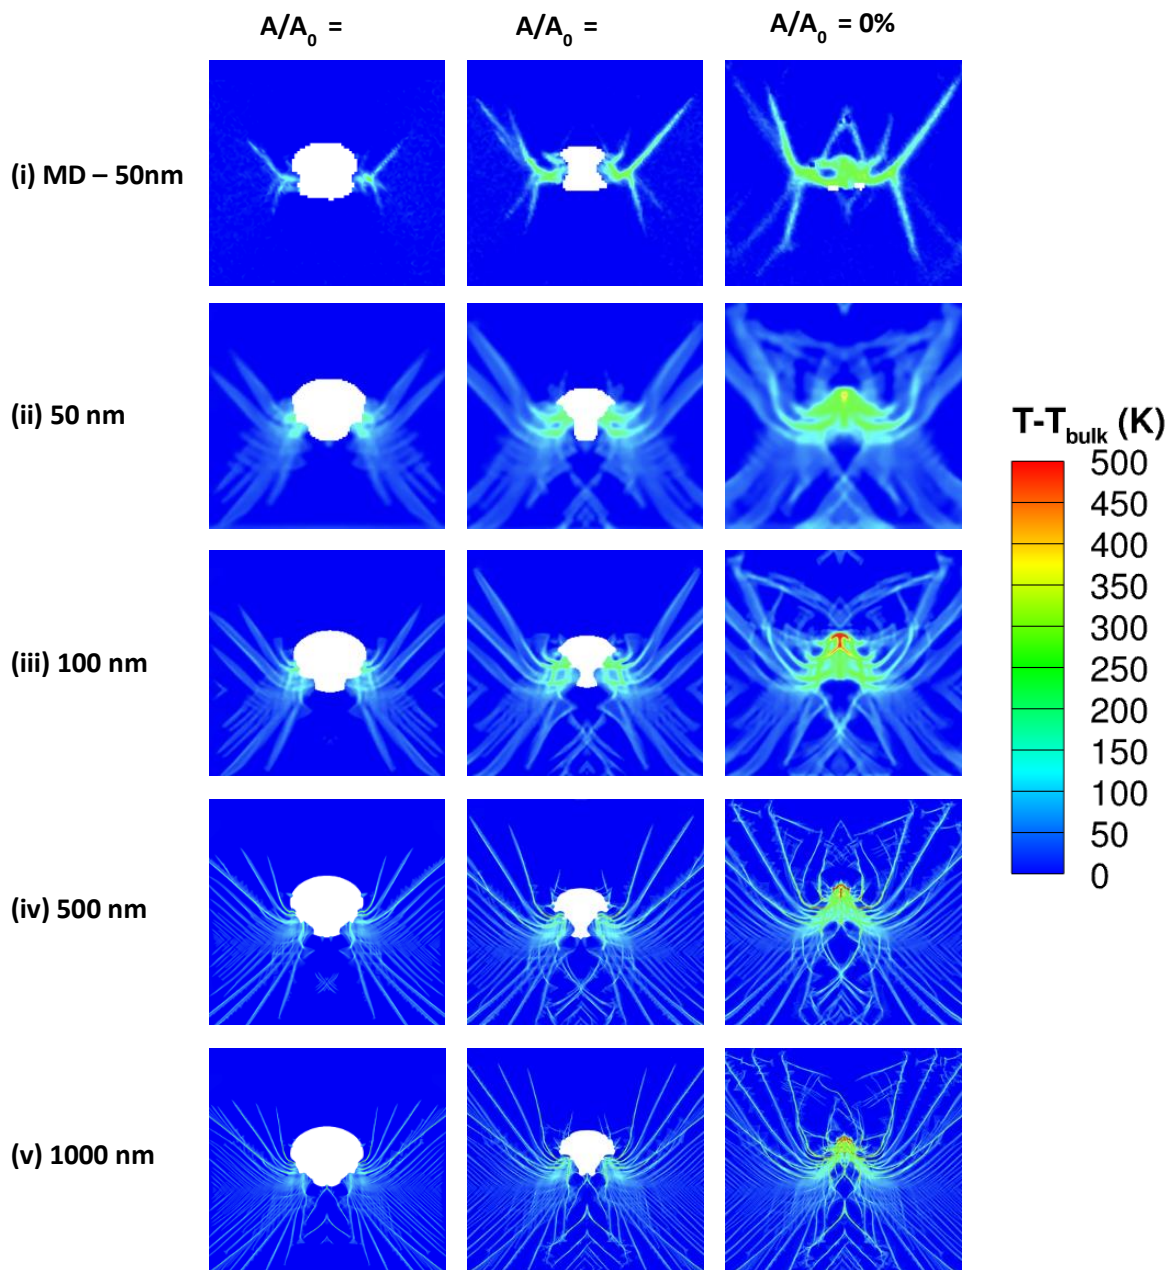 A/A0 =
A/A0 =
A/A0 = 0%
(i) MD – 50nm
(ii) 50 nm
(iii) 100 nm
(iv) 500 nm
(v) 1000 nm
T-Tbulk (K)
500
450
400
350
300
250
200
150
100
50
0